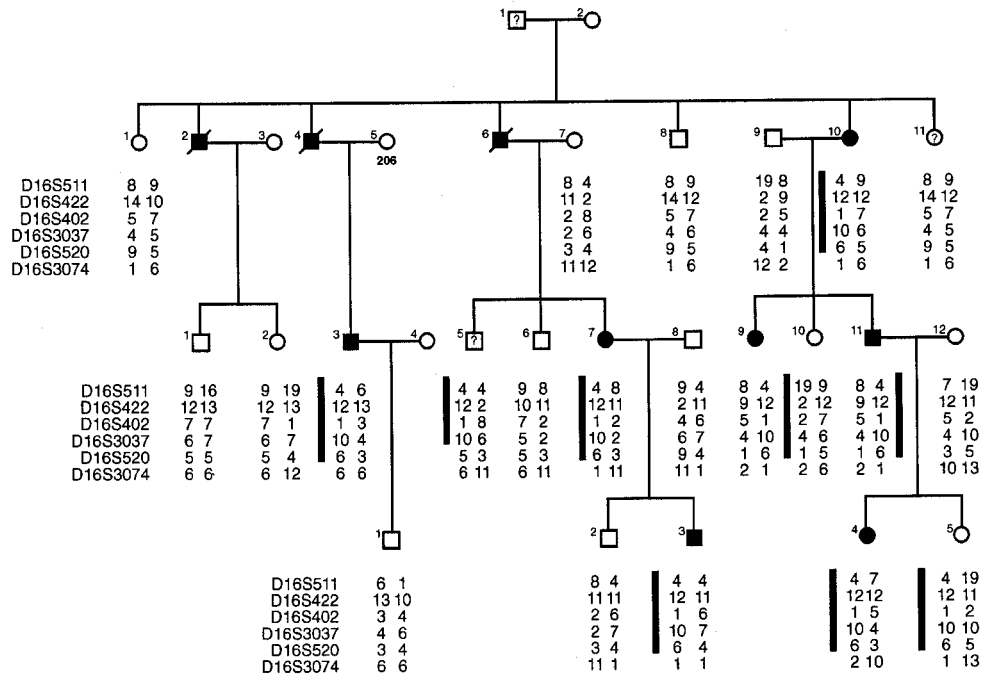 1 ? 2
1 2 3 4 5 6 7 8 9 10 11 ?
206
D16S511 8 9 8 4 8 9 19 8 4 9 8 9
D16S422 14 10 11 2 14 12 2 9 12 12 14 12
D16S402 5 7 2 8 5 7 2 5 1 7 5 7
D16S3037 4 5 2 6 4 6 4 4 10 6 4 5
D16S520 9 5 3 4 9 5 4 1 6 5 9 5
D16S3074 1 6 11 12 1 6 12 2 1 6 1 6
1 2 3 4 5 ? 6 7 8 9 10 11 12
D16S511 9 16 9 19 4 6 4 4 9 8 4 8 9 4 8 4 19 9 8 4 7 19
D16S422 12 13 12 13 12 13 12 2 10 11 12 11 2 11 9 12 2 12 9 12 12 11
D16S402 7 7 7 1 1 3 1 8 7 2 1 2 4 6 5 1 2 7 5 1 5 2
D16S3037 6 7 6 7 10 4 10 6 5 2 10 2 6 7 4 10 4 6 4 10 4 10
D16S520 5 5 5 4 6 3 5 3 5 3 6 3 9 4 1 6 1 5 1 6 3 5
D16S3074 6 6 6 12 6 6 6 11 6 11 1 11 11 1 2 1 2 6 2 1 10 13
1 2 3 4 5
D16S511 6 1 8 4 4 4 4 7 4 19
D16S422 13 10 11 11 12 11 12 12 12 11
D16S402 3 4 2 6 1 6 1 5 1 2
D16S3037 4 6 2 7 10 7 10 4 10 10
D16S520 3 4 3 4 6 4 6 3 6 5
D16S3074 6 6 11 1 1 1 2 10 1 13